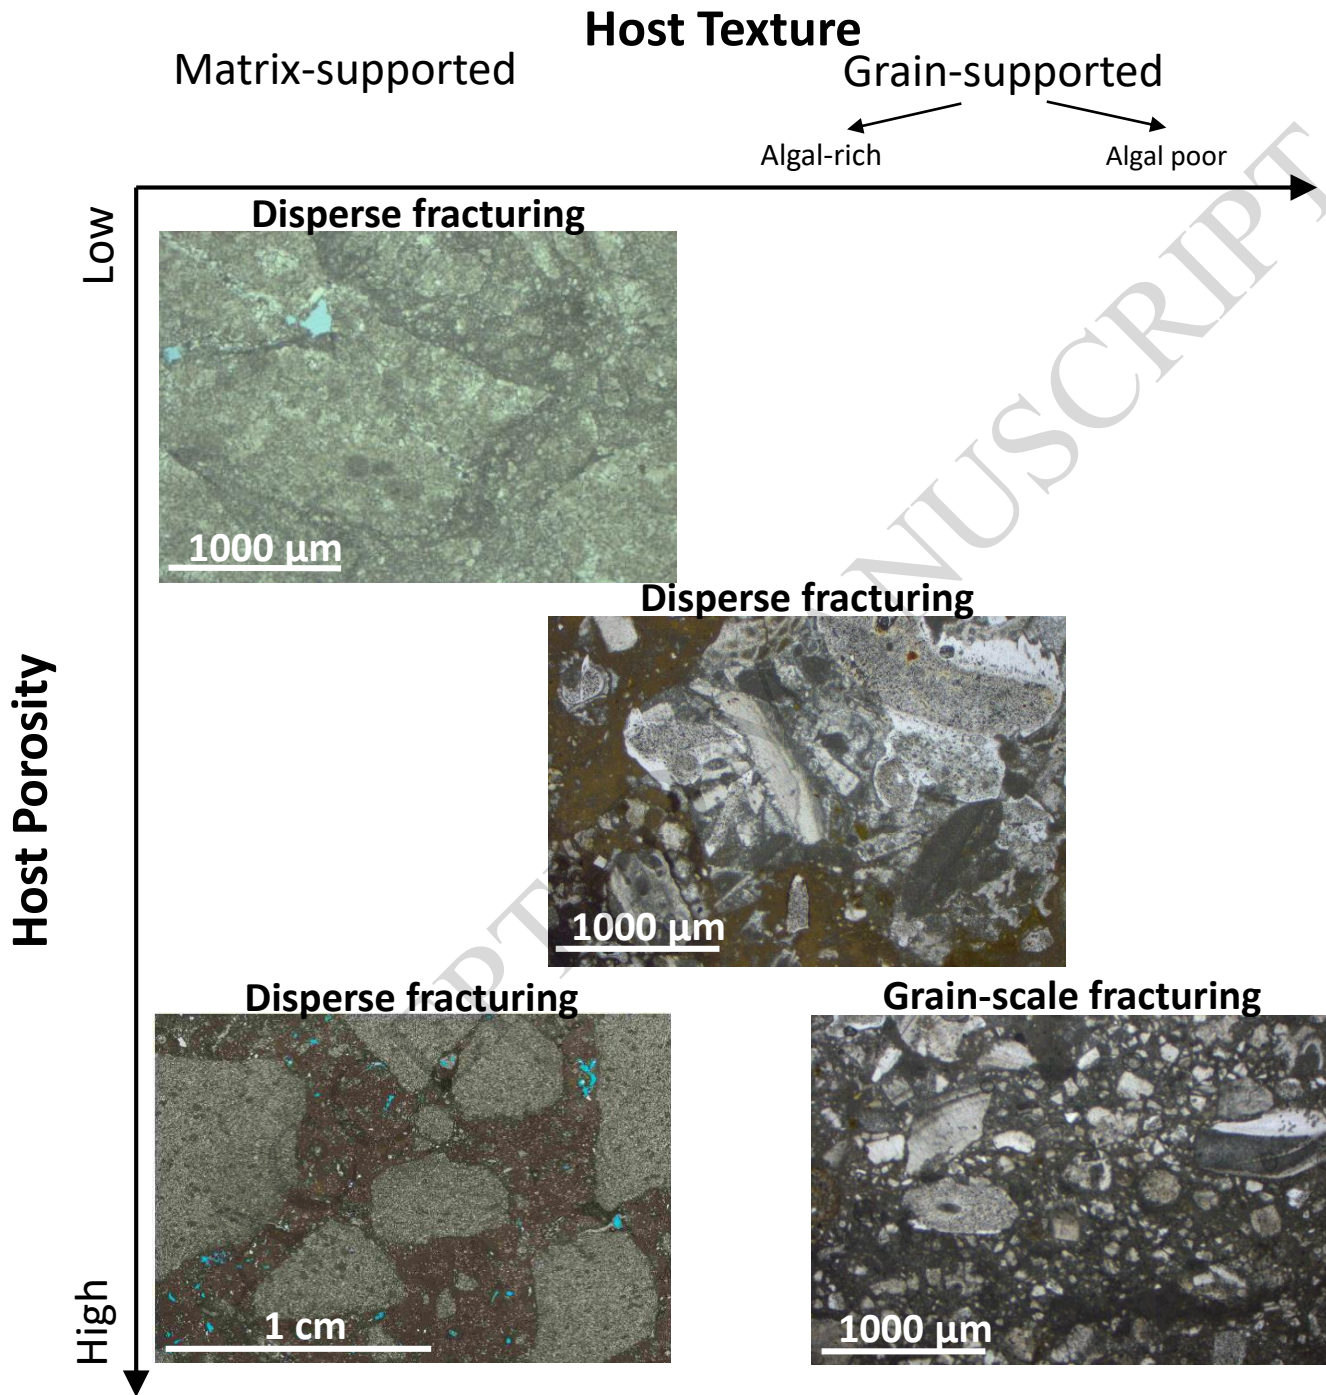 Host Texture
Matrix-supported
Grain-supported
Algal-rich
Algal poor
Low
Disperse fracturing
1000 µm
Disperse fracturing
1000 µm
Host Porosity
Disperse fracturing
1 cm
Grain-scale fracturing
1000 µm
High
NUSCRIPT